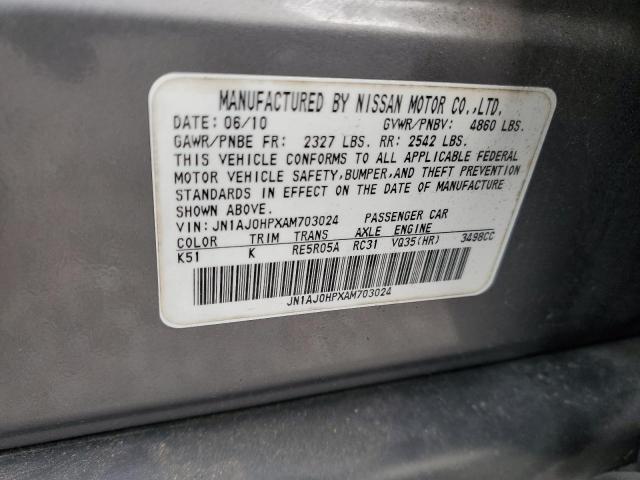 MANUFACTURED BY NISSAN MOTOR CO.,LTD.
DATE: 06/10 GVWR/PNBV: 4860 LBS.
GAWR/PNBE FR: 2327 LBS. RR: 2542 LBS.
THIS VEHICLE CONFORMS TO ALL APPLICABLE FEDERAL
MOTOR VEHICLE SAFETY,BUMPER,AND THEFT PREVENTION
STANDARDS IN EFFECT ON THE DATE OF MANUFACTURE
SHOWN ABOVE.
VIN:JN1AJ0HPXAM703024 PASSENGER CAR
COLOR TRIM TRANS AXLE ENGINE
K51 K RE5R05A RC31 VQ35(HR) 3498CC
JN1AJ0HPXAM703024